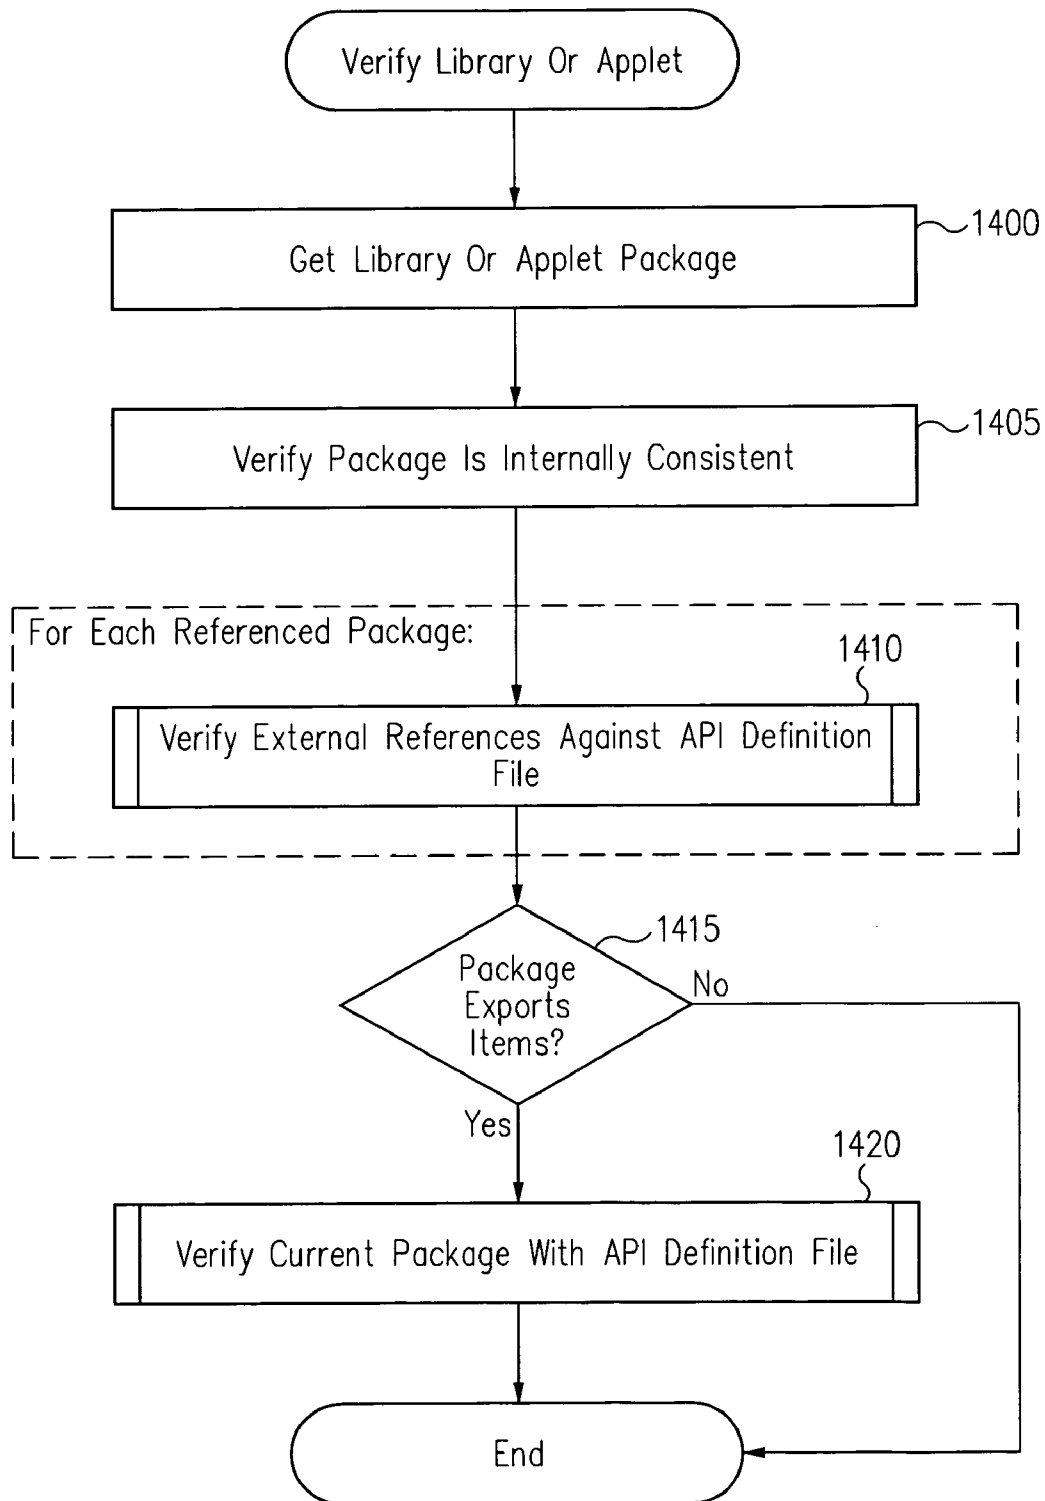 Verify Library Or Applet
Get Library Or Applet Package
1400
Verify Package Is Internally Consistent
1405
For Each Referenced Package:
1410
Verify External References Against API Definition
File
1415
Package
Exports
Items?
No
Yes
1420
Verify Current Package With API Definition File
End